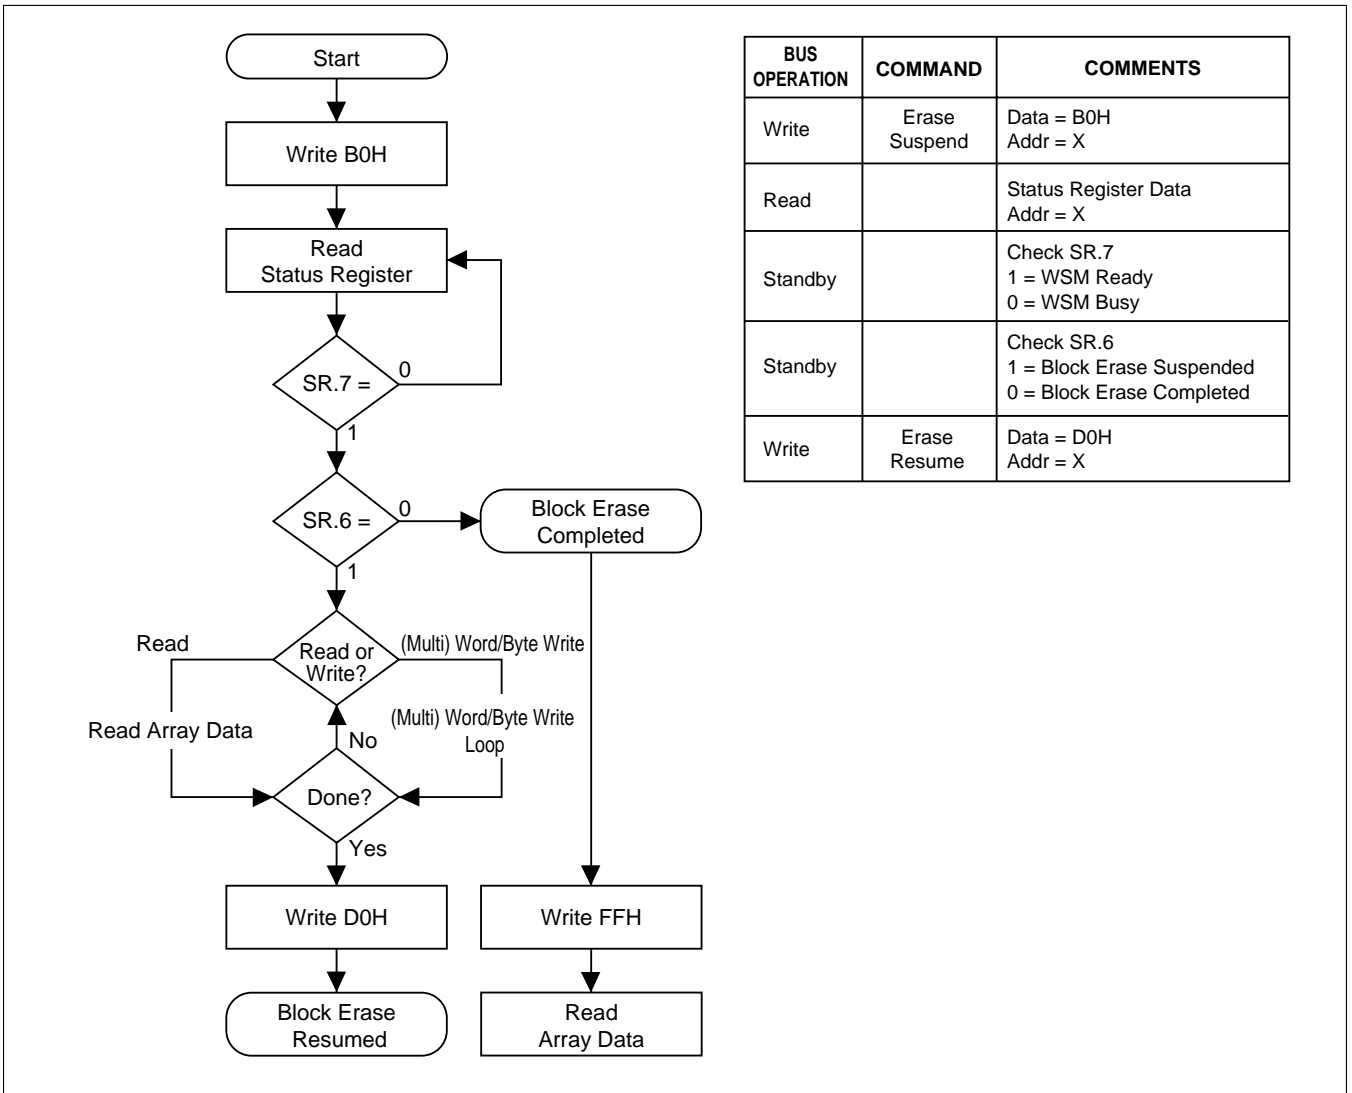 Start
Write B0H
Read
Status Register
SR.7 =
0
1
SR.6 =
0
Block Erase
Completed
1
Read
Read or
Write?
(Multi) Word/Byte Write
Read Array Data
(Multi) Word/Byte Write
Loop
No
Done?
Yes
Write D0H
Write FFH
Block Erase
Resumed
Read
Array Data
BUS
OPERATION
COMMAND
COMMENTS
Write
Erase
Suspend
Data = B0H
Addr = X
Read
Status Register Data
Addr = X
Standby
Check SR.7
1 = WSM Ready
0 = WSM Busy
Standby
Check SR.6
1 = Block Erase Suspended
0 = Block Erase Completed
Write
Erase
Resume
Data = D0H
Addr = X